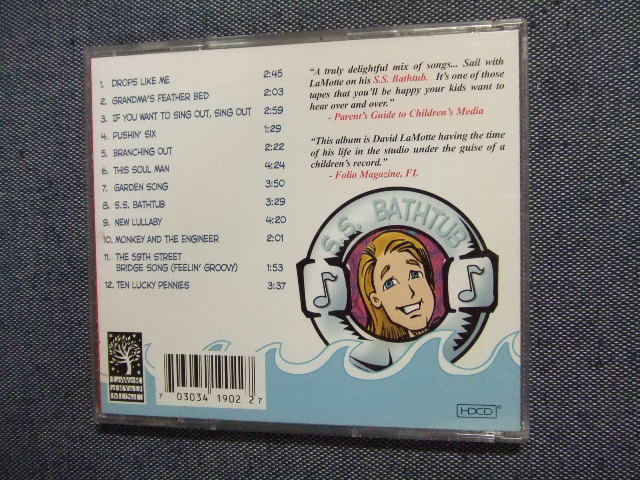 1. DROPS LIKE ME 2:45
2. GRANDMA'S FEATHER BED 2:03
3. IF YOU WANT TO SING OUT, SING OUT 2:59
4. PUSHIN' SIX 1:29
5. BRANCHING OUT 2:22
6. THIS SOUL MAN 4:24
7. GARDEN SONG 3:50
8. S.S. BATHTUB 3:29
9. NEW LULLABY 4:20
10. MONKEY AND THE ENGINEER 2:01
11. THE 59TH STREET
BRIDGE SONG (FEELIN' GROOVY) 1:53
12. TEN LUCKY PENNIES 3:37
"A truly delightful mix of songs... Sail with
LaMotte on his S.S. Bathtub. It's one of those
tapes that you'll be happy your kids want to
hear over and over."
- Parent's Guide to Children's Media
"This album is David LaMotte having the time
of his life in the studio under the guise of a
children's record."
- Folio Magazine, FL
S.S. BATHTUB
LOWER
DRYAD
MUSIC
7 03034 1902 2 7
HDCD